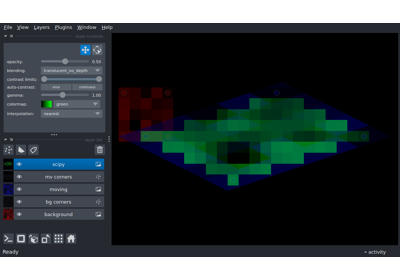 File View Layers Plugins Window Help
opacity: 0.50
blending: translucent_no_depth
contrast limits:
auto-contrast: once continuous
gamma: 1.00
colormap: green
interpolation: nearest
scipy
mv corners
moving
bg corners
background
Ready activity